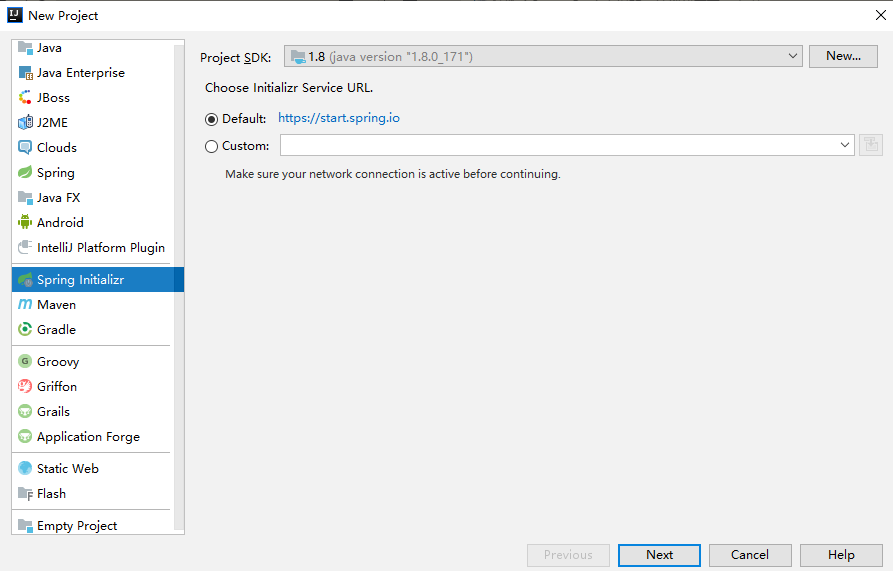 New Project
Java
Java Enterprise
JBoss
J2ME
Clouds
Spring
Java FX
Android
IntelliJ Platform Plugin
Spring Initializr
Maven
Gradle
Groovy
Griffon
Grails
Application Forge
Static Web
Flash
Empty Project
Project SDK: 1.8 (java version "1.8.0_171") New...
Choose Initializr Service URL.
Default: https://start.spring.io
Custom:
Make sure your network connection is active before continuing.
Previous Next Cancel Help